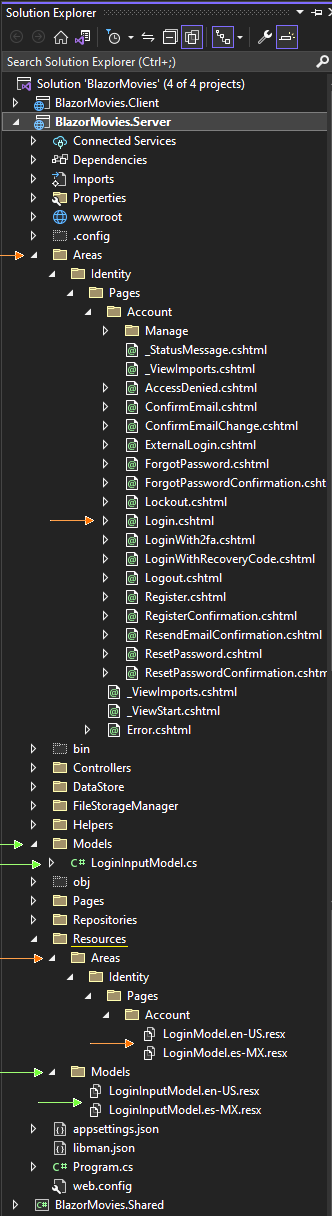 Solution Explorer
Search Solution Explorer (Ctrl+;)
Solution 'BlazorMovies' (4 of 4 projects)
BlazorMovies.Client
BlazorMovies.Server
Connected Services
Dependencies
Imports
Properties
wwwroot
.config
Areas
Identity
Pages
Account
Manage
_StatusMessage.cshtml
_ViewImports.cshtml
AccessDenied.cshtml
ConfirmEmail.cshtml
ConfirmEmailChange.cshtml
ExternalLogin.cshtml
ForgotPassword.cshtml
ForgotPasswordConfirmation.csht
Lockout.cshtml
Login.cshtml
LoginWith2fa.cshtml
LoginWithRecoveryCode.cshtml
Logout.cshtml
Register.cshtml
RegisterConfirmation.cshtml
ResendEmailConfirmation.cshtml
ResetPassword.cshtml
ResetPasswordConfirmation.cshtm
_ViewImports.cshtml
_ViewStart.cshtml
Error.cshtml
bin
Controllers
DataStore
FileStorageManager
Helpers
Models
C# LoginInputModel.cs
obj
Pages
Repositories
Resources
Areas
Identity
Pages
Account
LoginModel.en-US.resx
LoginModel.es-MX.resx
Models
LoginInputModel.en-US.resx
LoginInputModel.es-MX.resx
appsettings.json
libman.json
C# Program.cs
web.config
C# BlazorMovies.Shared